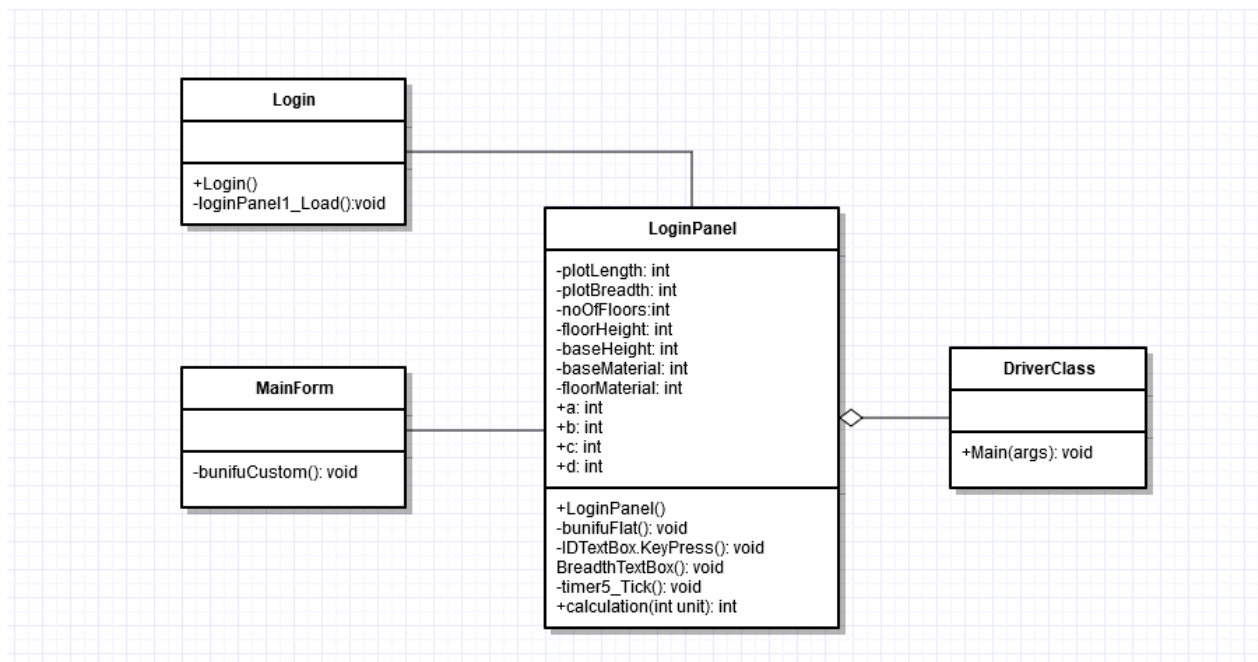 Login
+Login()
-loginPanel1_Load():void
LoginPanel
-plotLength: int
-plotBreadth: int
-noOfFloors:int
-floorHeight: int
-baseHeight: int
-baseMaterial: int
-floorMaterial: int
+a: int
+b: int
+c: int
+d: int
+LoginPanel()
-bunifuFlat(): void
-IDTextBox.KeyPress(): void
BreadthTextBox(): void
-timer5_Tick(): void
+calculation(int unit): int
MainForm
-bunifuCustom(): void
DriverClass
+Main(args): void